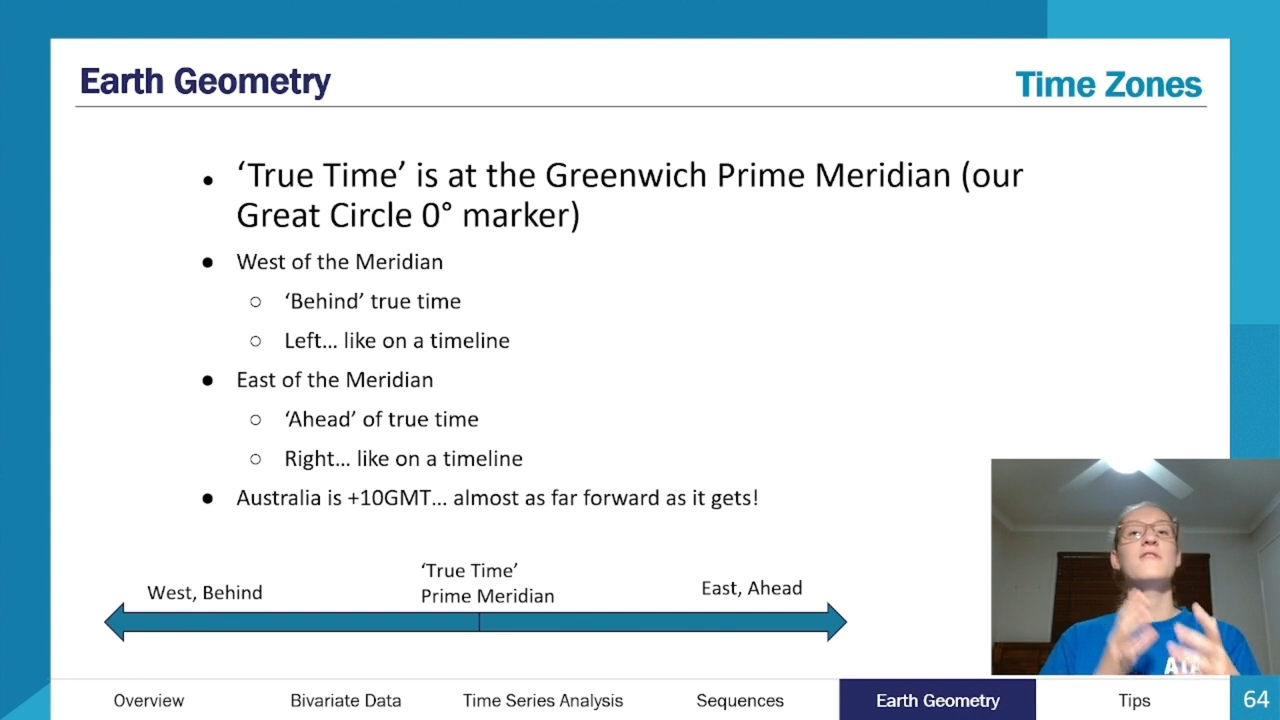 Earth Geometry
Time Zones
• ‘True Time’ is at the Greenwich Prime Meridian (our
Great Circle 0° marker)
● West of the Meridian
○ ‘Behind’ true time
○ Left... like on a timeline
● East of the Meridian
○ ‘Ahead’ of true time
○ Right... like on a timeline
● Australia is +10GMT... almost as far forward as it gets!
West, Behind
‘True Time’
Prime Meridian
East, Ahead
Overview
Bivariate Data
Time Series Analysis
Sequences
Earth Geometry
Tips
64